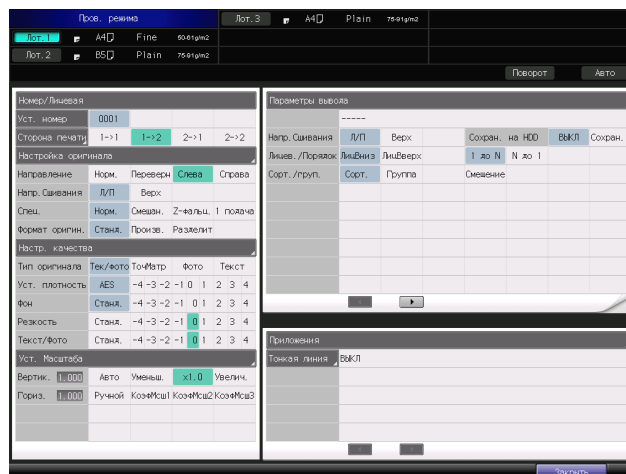 Пров. режима
Лот.3 A4 Plain 75-91g/m2
Лот.1 A4 Fine 50-61g/m2
Лот.2 B5 Plain 75-91g/m2
Поворот Авто
Номер/Лицевая
Уст. номер 0001
Сторона печати 1->1 1->2 2->1 2->2
Настройка оригинала
Направление Норм. Переверн Слева Справа
Напр.Сшивания Л/П Верх
Спец. Норм. Смешан. Z-фальц. 1 подача
Формат оригин. Станд. Произв. Разделит
Настр. качества
Тип оригинала Тек/фото ТочМатр Фото Текст
Уст. плотность AES -4 -3 -2 -1 0 1 2 3 4
Фон Станд. -4 -3 -2 -1 0 1 2 3 4
Резкость Станд. -4 -3 -2 -1 0 1 2 3 4
Текст/Фото Станд. -4 -3 -2 -1 0 1 2 3 4
Уст. Масштаба
Вертик. 1.000 Авто Уменьш. x1.0 Увелич.
Гориз. 1.000 Ручной КоэфМсш1 КоэфМсш2 КоэфМсш3
Параметры вывода
-----
Напр.Сшивания Л/П Верх Сохран. на HDD ВЫКЛ Сохран.
Лицев./Порядок ЛицВниз ЛицВверх 1 до N N до 1
Сорт./груп. Сорт. Группа Смешение
Приложения
Тонкая линия ВЫКЛ
Закрыть